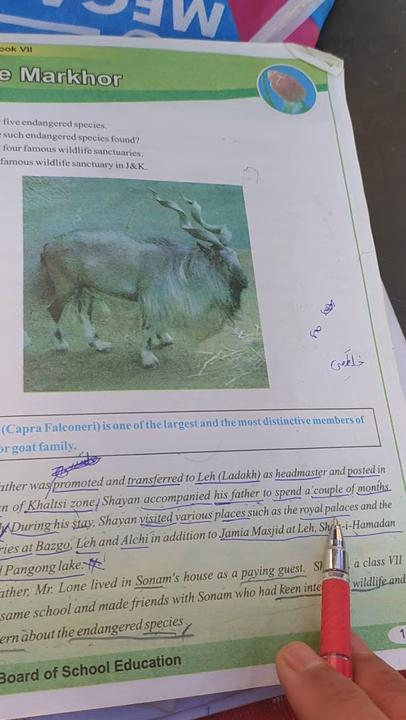 MEGA
ook VII
e Markhor
five endangered species.
such endangered species found?
four famous wildlife sanctuaries.
famous wildlife sanctuary in J&K.
(Capra Falconeri) is one of the largest and the most distinctive members of
or goat family.
ather was promoted and transferred to Leh (Ladakh) as headmaster and posted in
n of Khaltsi zone. Shayan accompanied his father to spend a couple of months
During his stay, Shayan visited various places such as the royal palaces and the
ries at Bazgo, Leh and Alchi in addition to Jamia Masjid at Leh, i-Hamadan
Pangong lake.
ather, Mr. Lone lived in Sonam's house as a paying guest. a class VII
same school and made friends with Sonam who had keen wildlife and
ern about the endangered species
Board of School Education
1